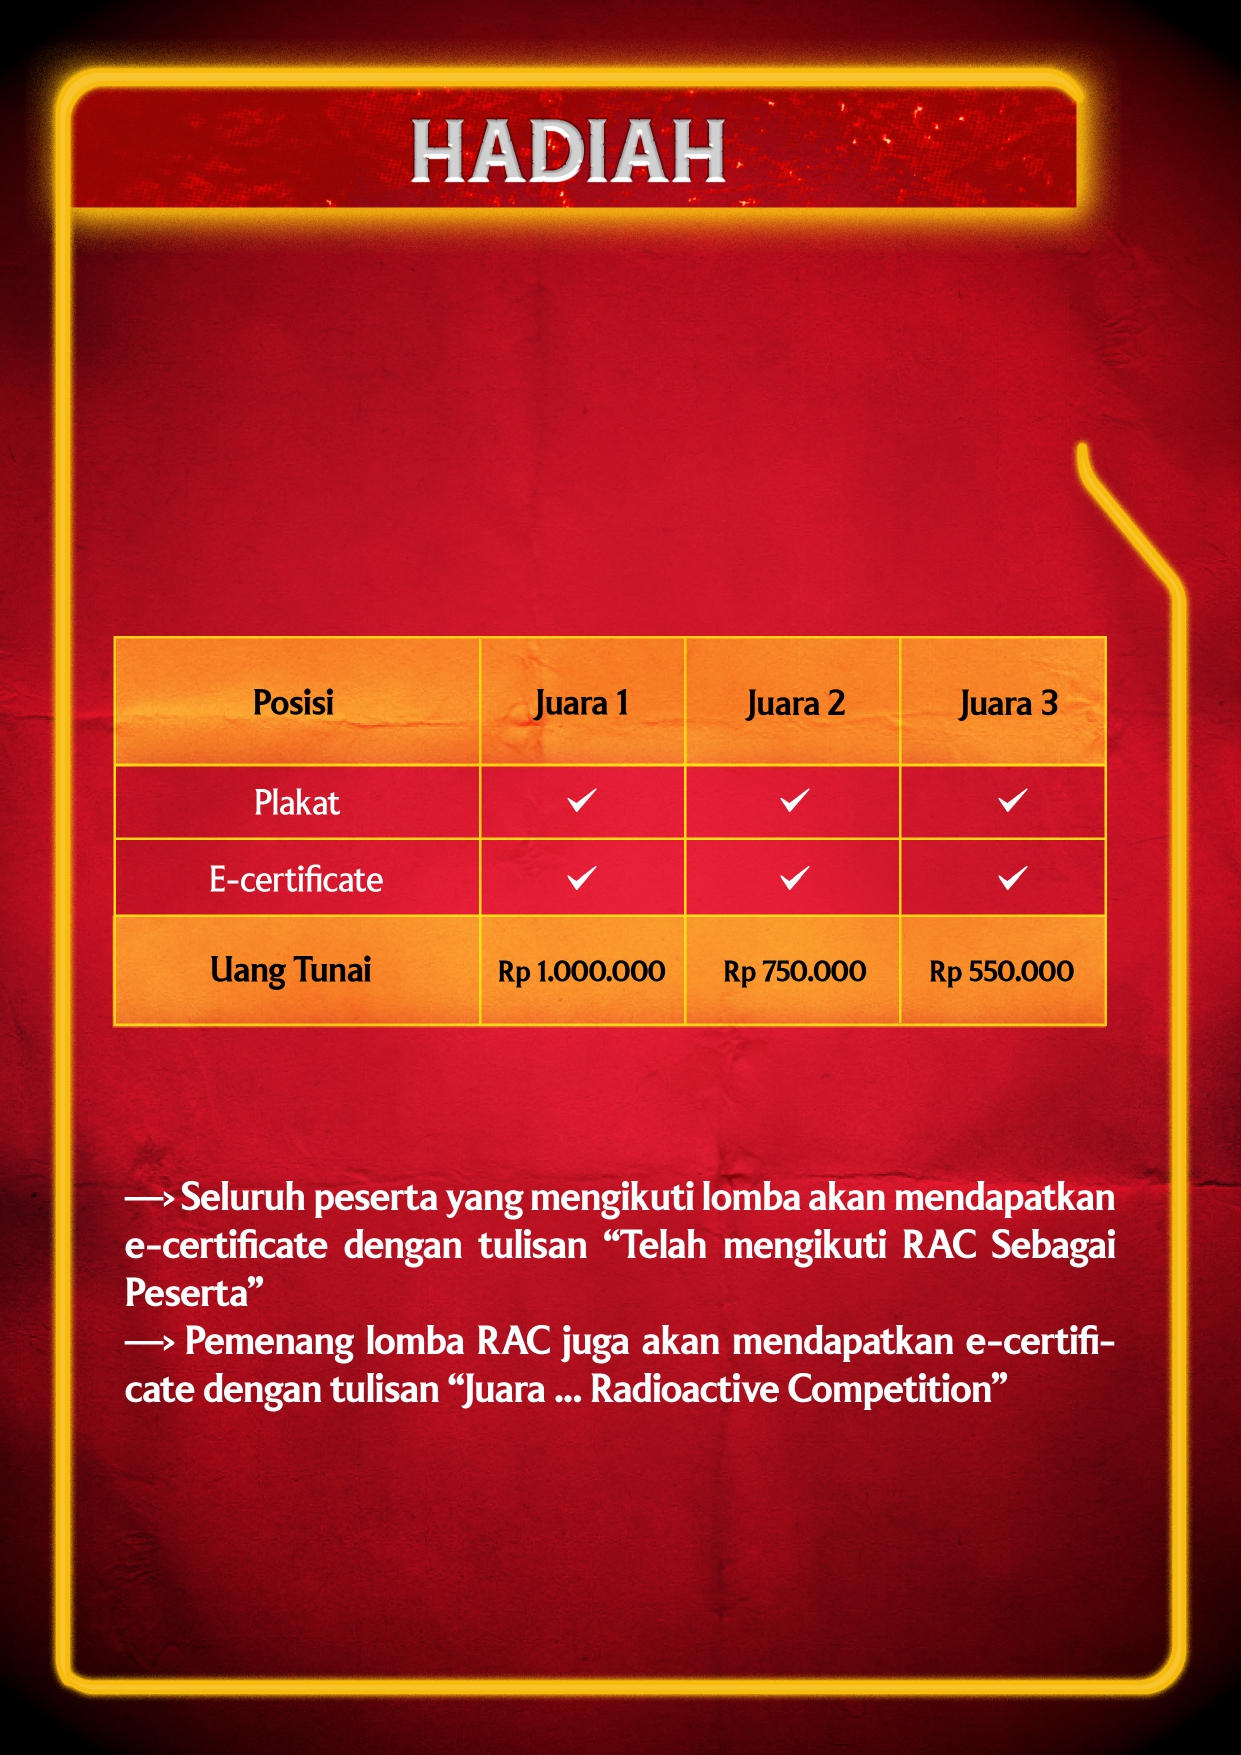 HADIAH
Posisi Juara 1 Juara 2 Juara 3
Plakat ✓ ✓ ✓
E-certificate ✓ ✓ ✓
Uang Tunai Rp 1.000.000 Rp 750.000 Rp 550.000
—> Seluruh peserta yang mengikuti lomba akan mendapatkan
e-certificate dengan tulisan “Telah mengikuti RAC Sebagai
Peserta”
—> Pemenang lomba RAC juga akan mendapatkan e-certifi-
cate dengan tulisan “Juara ... Radioactive Competition”